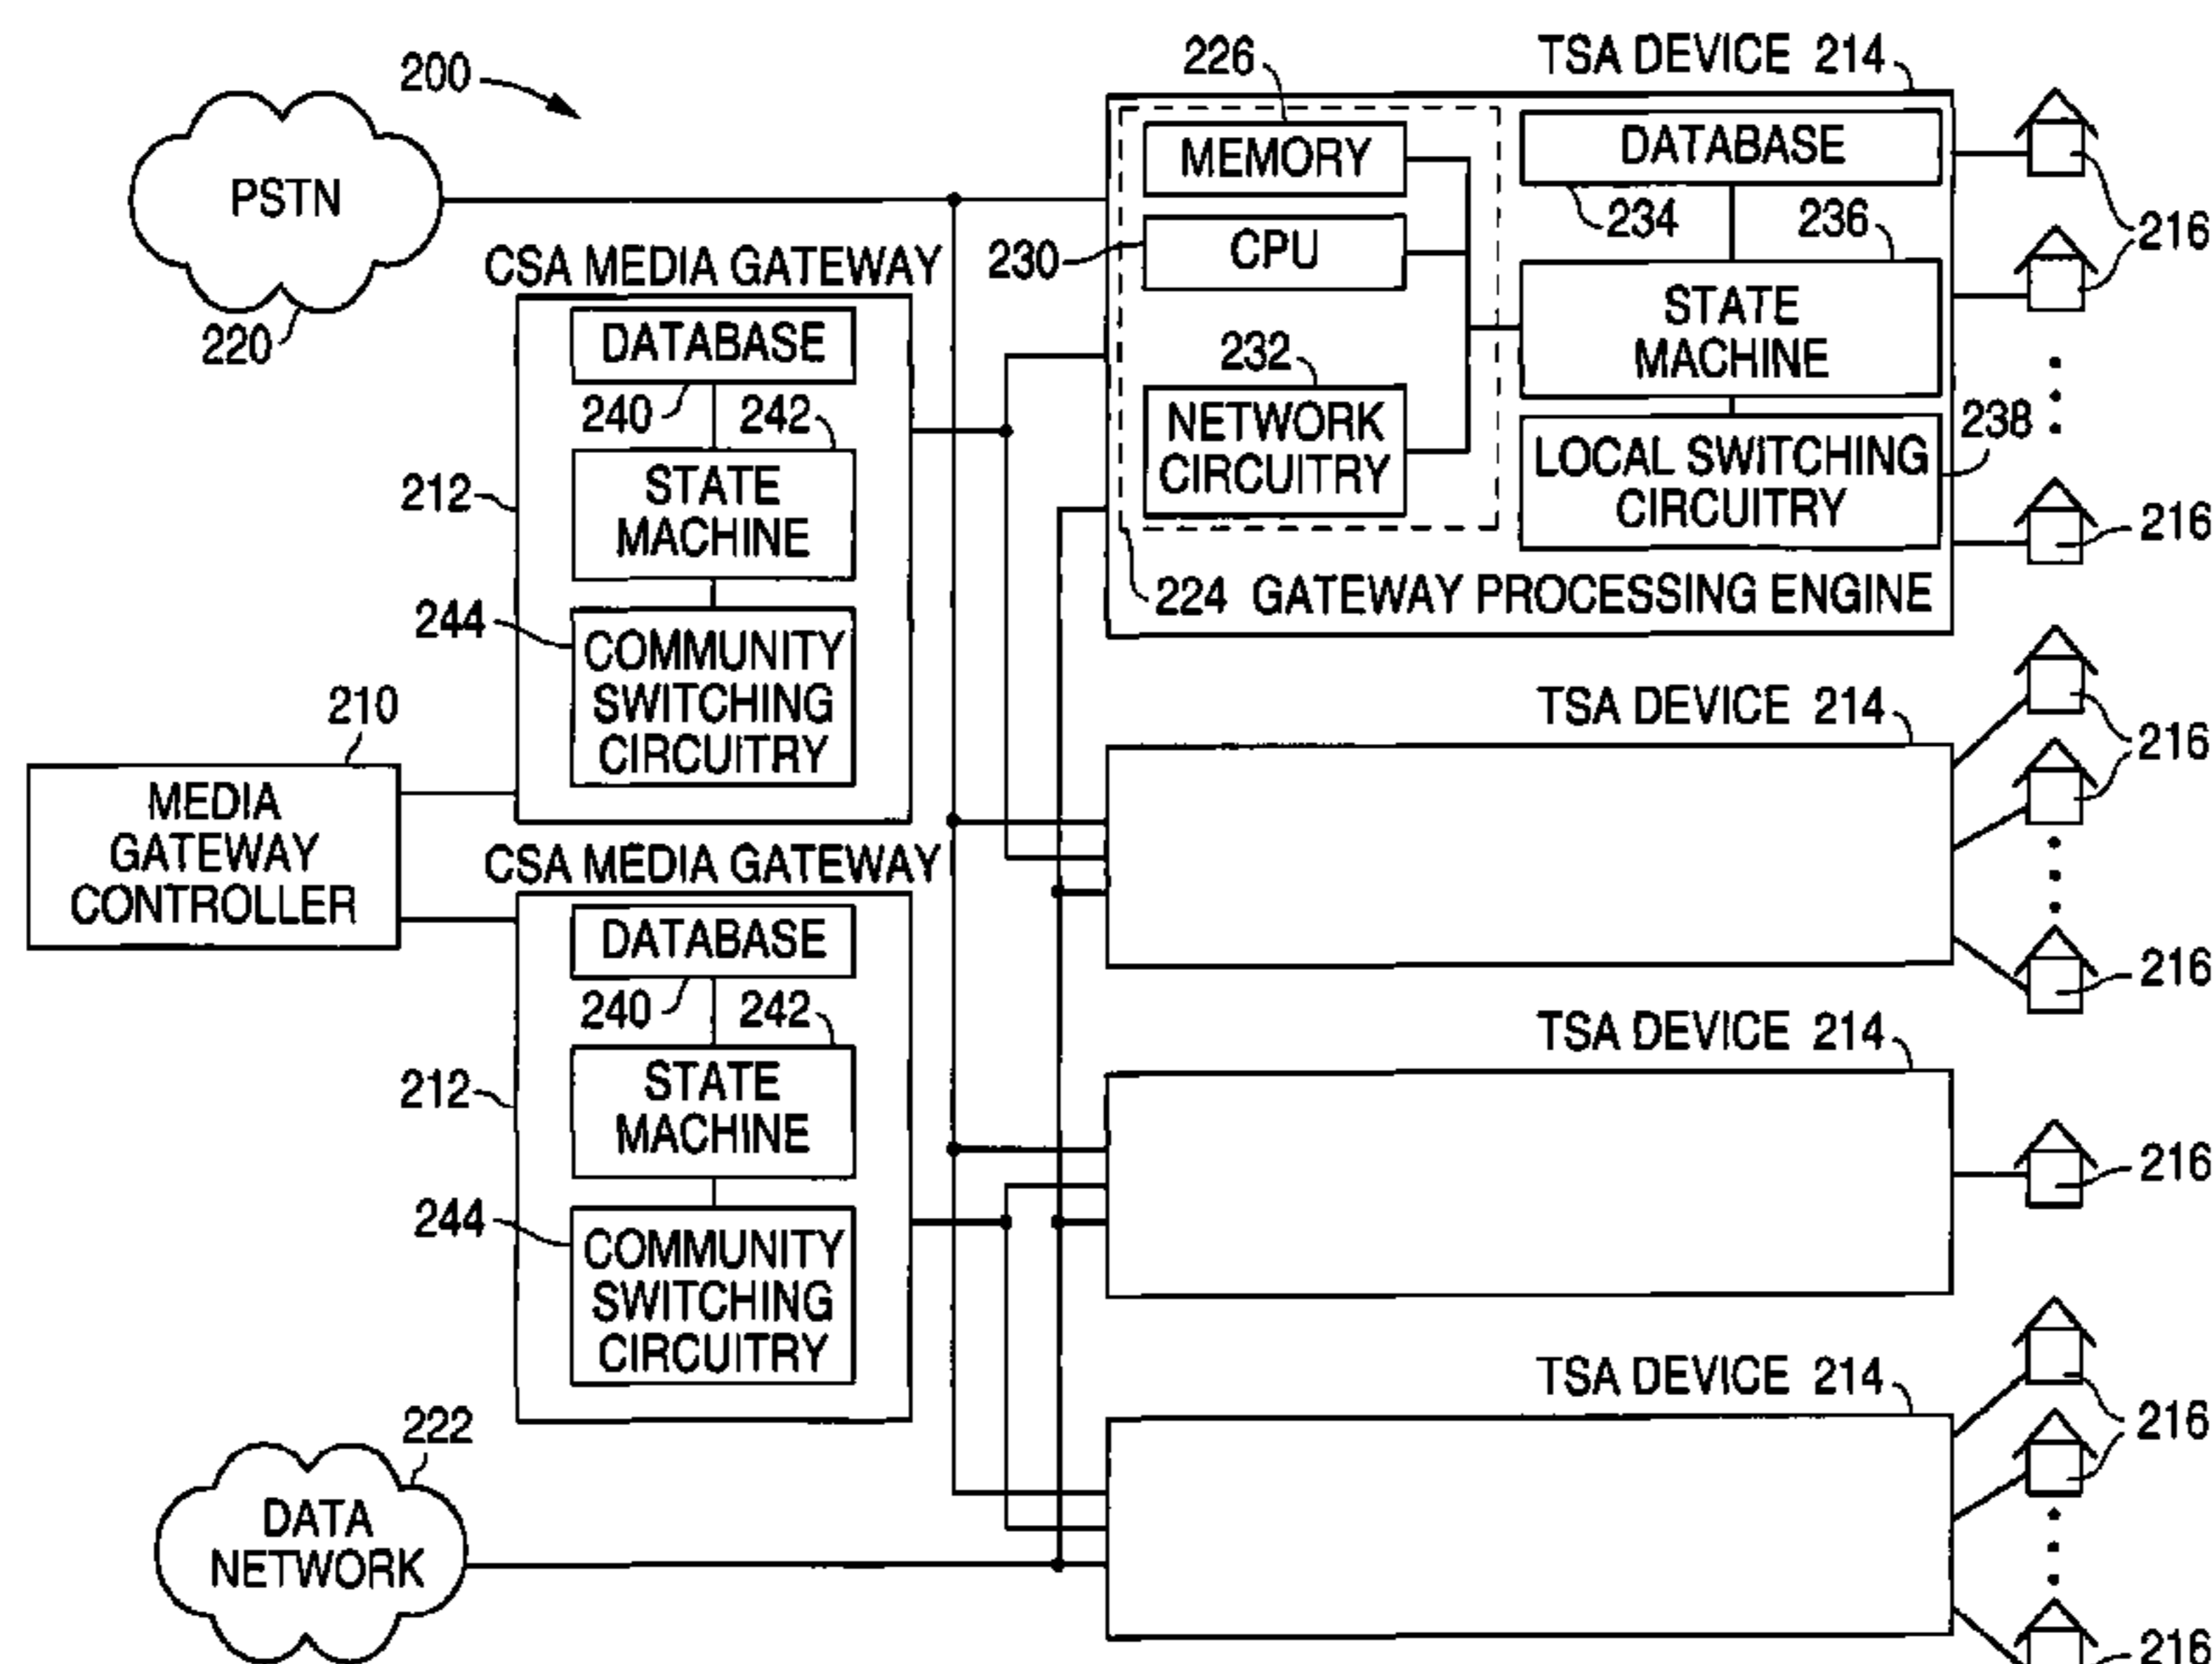 200
PSTN
220
CSA MEDIA GATEWAY
DATABASE
240
242
212
STATE
MACHINE
244
COMMUNITY
SWITCHING
CIRCUITRY
210
MEDIA
GATEWAY
CONTROLLER
CSA MEDIA GATEWAY
DATABASE
240
242
212
STATE
MACHINE
244
COMMUNITY
SWITCHING
CIRCUITRY
222
DATA
NETWORK
226
TSA DEVICE 214
MEMORY
DATABASE
234
236
230
CPU
STATE
MACHINE
232
NETWORK
CIRCUITRY
238
LOCAL SWITCHING
CIRCUITRY
224 GATEWAY PROCESSING ENGINE
216
216
TSA DEVICE 214
216
216
TSA DEVICE 214
216
TSA DEVICE 214
216
216